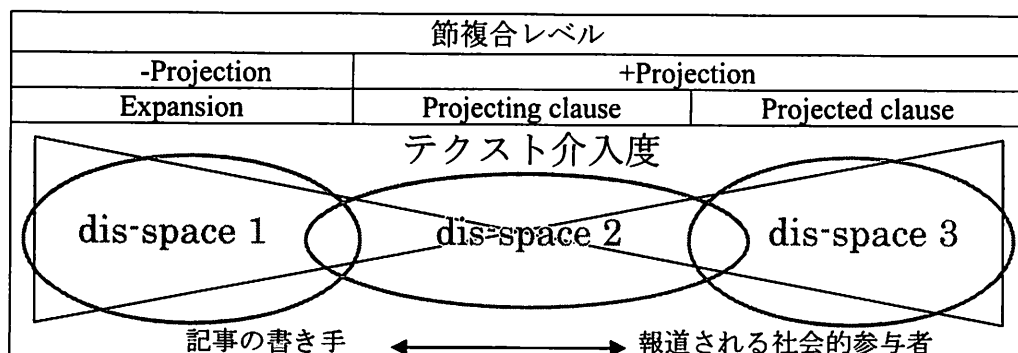 節複合レベル
-Projection +Projection
Expansion Projecting clause Projected clause
テクスト介入度
dis-space 1 dis-space 2 dis-space 3
記事の書き手 報道される社会的参与者